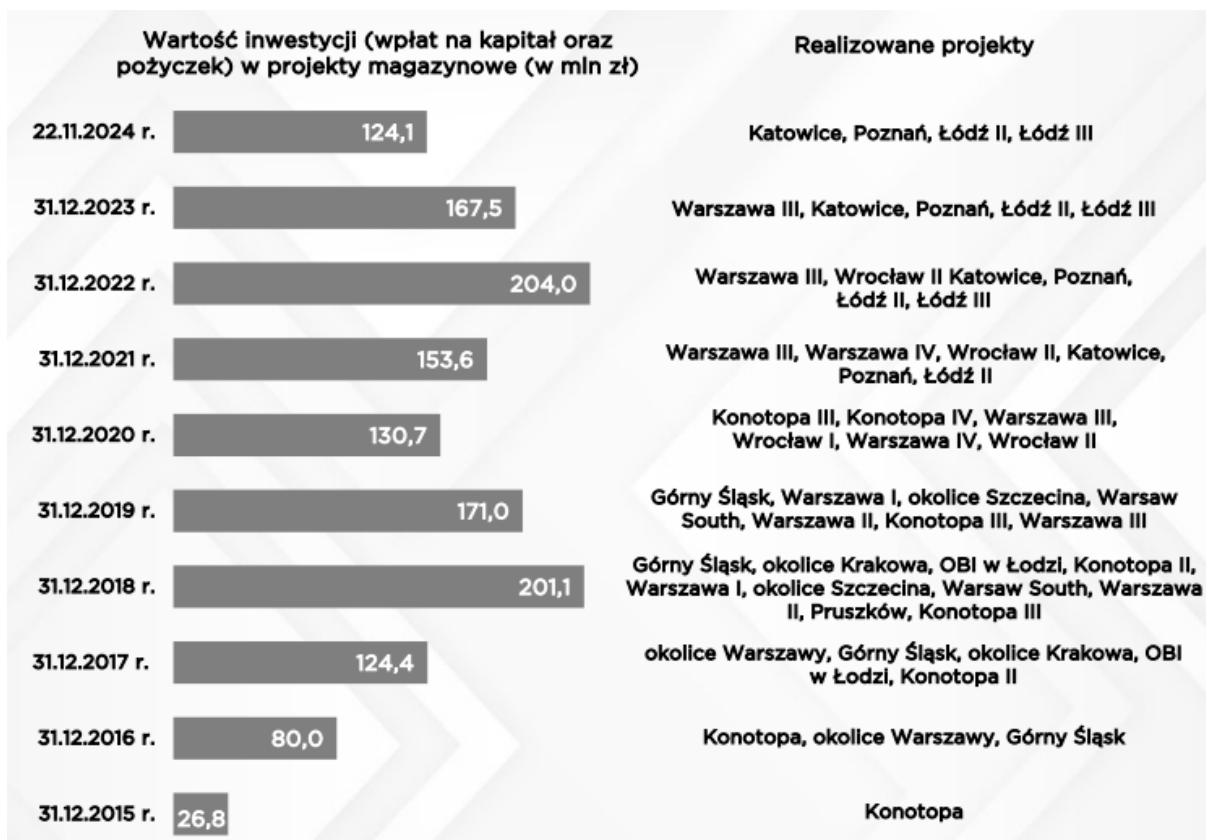 Wartość inwestycji (wpłat na kapitał oraz
pożyczek) w projekty magazynowe (w mln zł)
Realizowane projekty
22.11.2024 r.
124,1
Katowice, Poznań, Łódź II, Łódź III
31.12.2023 r.
167,5
Warszawa III, Katowice, Poznań, Łódź II, Łódź III
31.12.2022 r.
204,0
Warszawa III, Wrocław II Katowice, Poznań,
Łódź II, Łódź III
31.12.2021 r.
153,6
Warszawa III, Warszawa IV, Wrocław II, Katowice,
Poznań, Łódź II
31.12.2020 r.
130,7
Konotopa III, Konotopa IV, Warszawa III,
Wrocław I, Warszawa IV, Wrocław II
31.12.2019 r.
171,0
Górny Śląsk, Warszawa I, okolice Szczecina, Warsaw
South, Warszawa II, Konotopa III, Warszawa III
31.12.2018 r.
201,1
Górny Śląsk, okolice Krakowa, OBI w Łodzi, Konotopa II,
Warszawa I, okolice Szczecina, Warsaw South, Warszawa
II, Pruszków, Konotopa III
31.12.2017 r.
124,4
okolice Warszawy, Górny Śląsk, okolice Krakowa, OBI
w Łodzi, Konotopa II
31.12.2016 r.
80,0
Konotopa, okolice Warszawy, Górny Śląsk
31.12.2015 r.
26,8
Konotopa